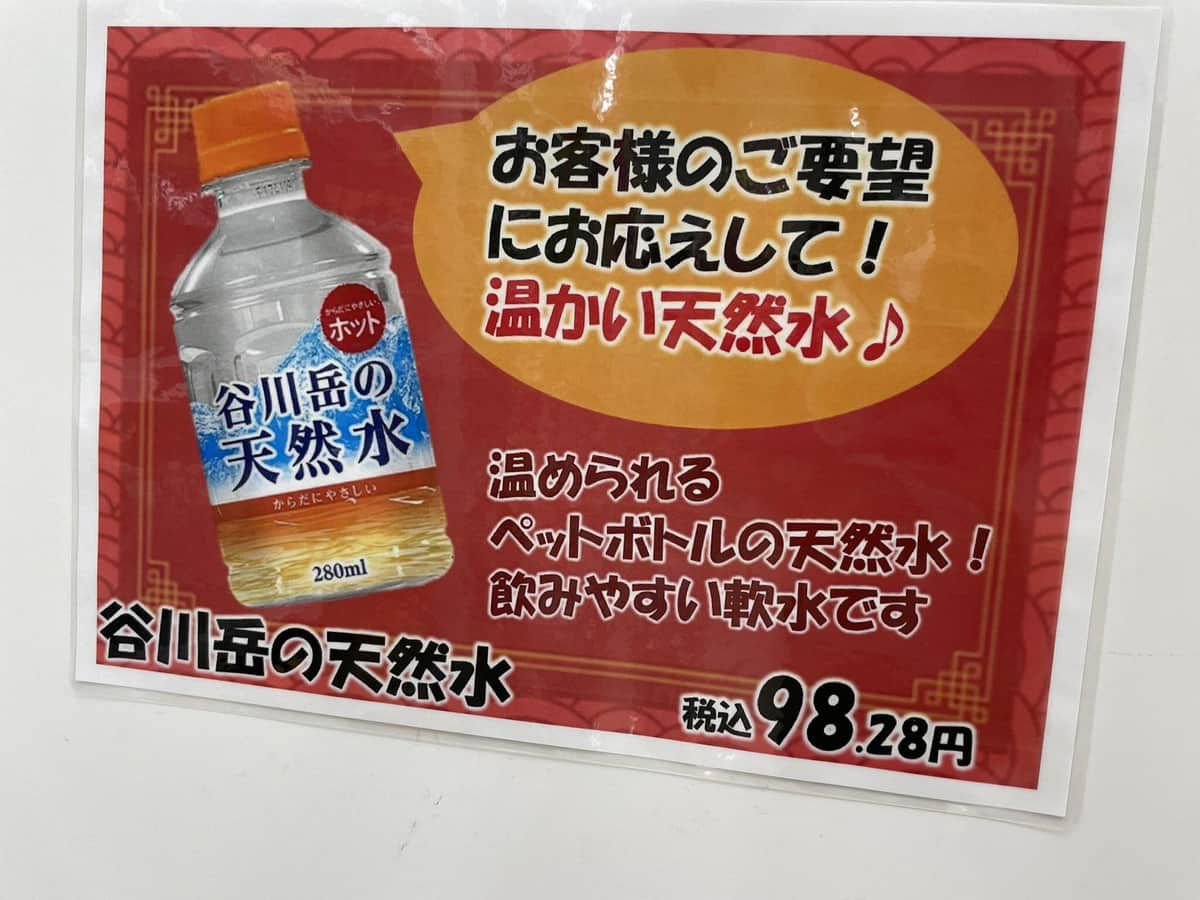 お客様のご要望
にお応えして！
温かい天然水♪
からだにやさしい
ホット
谷川岳の
天然水
からだにやさしい
280ml
温められる
ペットボトルの天然水！
飲みやすい軟水です
谷川岳の天然水
税込98.28円